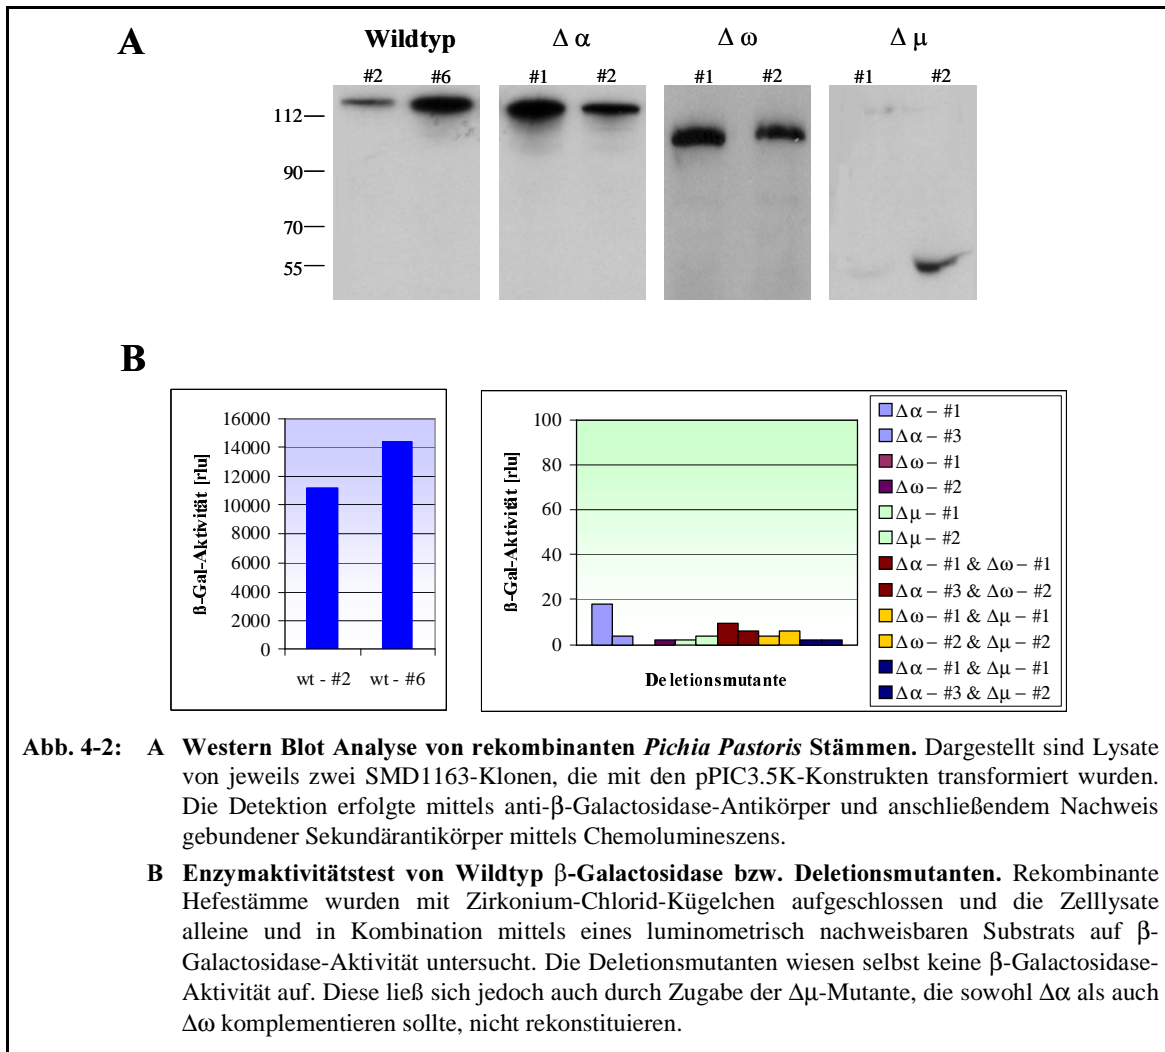 A
Wildtyp Δ α Δ ω Δ μ
#2 #6 #1 #2 #1 #2 #1 #2
112
90
70
55
B
ß-Gal-Aktivität [rlu]
16000
14000
12000
10000
8000
6000
4000
2000
0
wt - #2 wt - #6
ß-Gal-Aktivität [rlu]
100
80
60
40
20
0
Deletionsmutante
Δα – #1
Δα – #3
Δω – #1
Δω – #2
Δμ – #1
Δμ – #2
Δα – #1 & Δω – #1
Δα – #3 & Δω – #2
Δω – #1 & Δμ – #1
Δω – #2 & Δμ – #2
Δα – #1 & Δμ – #1
Δα – #3 & Δμ – #2
Abb. 4-2: A Western Blot Analyse von rekombinanten Pichia Pastoris Stämmen. Dargestellt sind Lysate
von jeweils zwei SMD1163-Klonen, die mit den pPIC3.5K-Konstrukten transformiert wurden.
Die Detektion erfolgte mittels anti-β-Galactosidase-Antikörper und anschließendem Nachweis
gebundener Sekundärantikörper mittels Chemolumineszens.
B Enzymaktivitätstest von Wildtyp β-Galactosidase bzw. Deletionsmutanten. Rekombinante
Hefestämme wurden mit Zirkonium-Chlorid-Kügelchen aufgeschlossen und die Zelllysate
alleine und in Kombination mittels eines luminometrisch nachweisbaren Substrats auf β-
Galactosidase-Aktivität untersucht. Die Deletionsmutanten wiesen selbst keine β-Galactosidase-
Aktivität auf. Diese ließ sich jedoch auch durch Zugabe der Δμ-Mutante, die sowohl Δα als auch
Δω komplementieren sollte, nicht rekonstituieren.